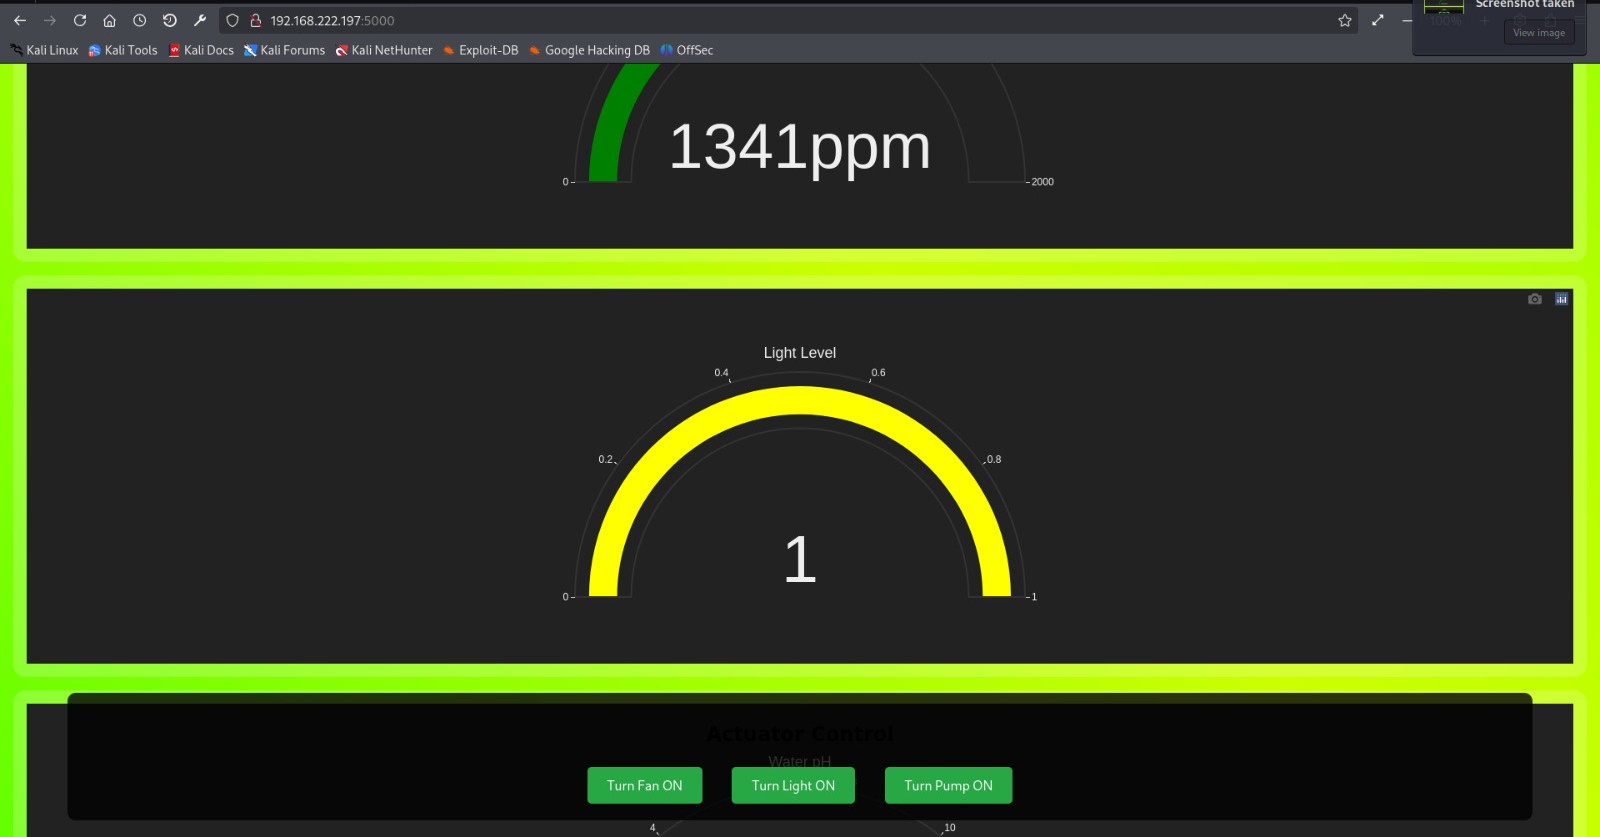 192.168.222.197:5000
Screenshot taken
100%
View image
Kali Linux Kali Tools Kali Docs Kali Forums Kali NetHunter Exploit-DB Google Hacking DB OffSec
1341ppm
0 2000
Light Level
0.4 0.6
0.2 0.8
1
0 1
Actuator Control
Water pH
Turn Fan ON Turn Light ON Turn Pump ON
4 10